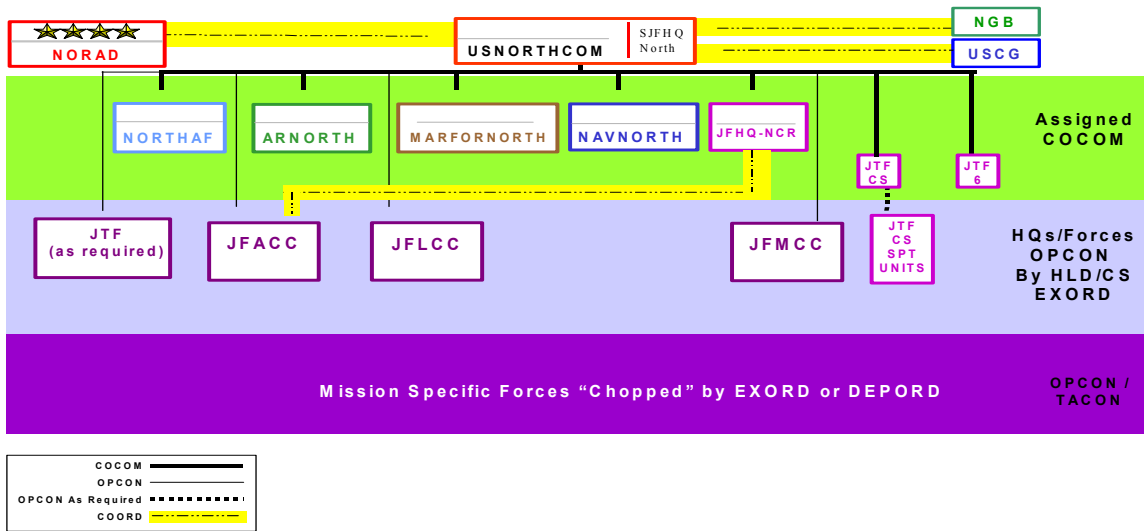 NORAD
USNORTHCOM
SJFHQ
North
NGB
USCG
NORTHAF
ARNORTH
MARFORNORTH
NAVNORTH
JFHQ-NCR
Assigned
COCOM
JTF
CS
JTF
6
JTF
(as required)
JFACC
JFLCC
JFMCC
JTF
CS
SPT
UNITS
HQs/Forces
OPCON
By HLD/CS
EXORD
Mission Specific Forces “Chopped” by EXORD or DEPORD
OPCON /
TACON
COCOM
OPCON
OPCON As Required
COORD